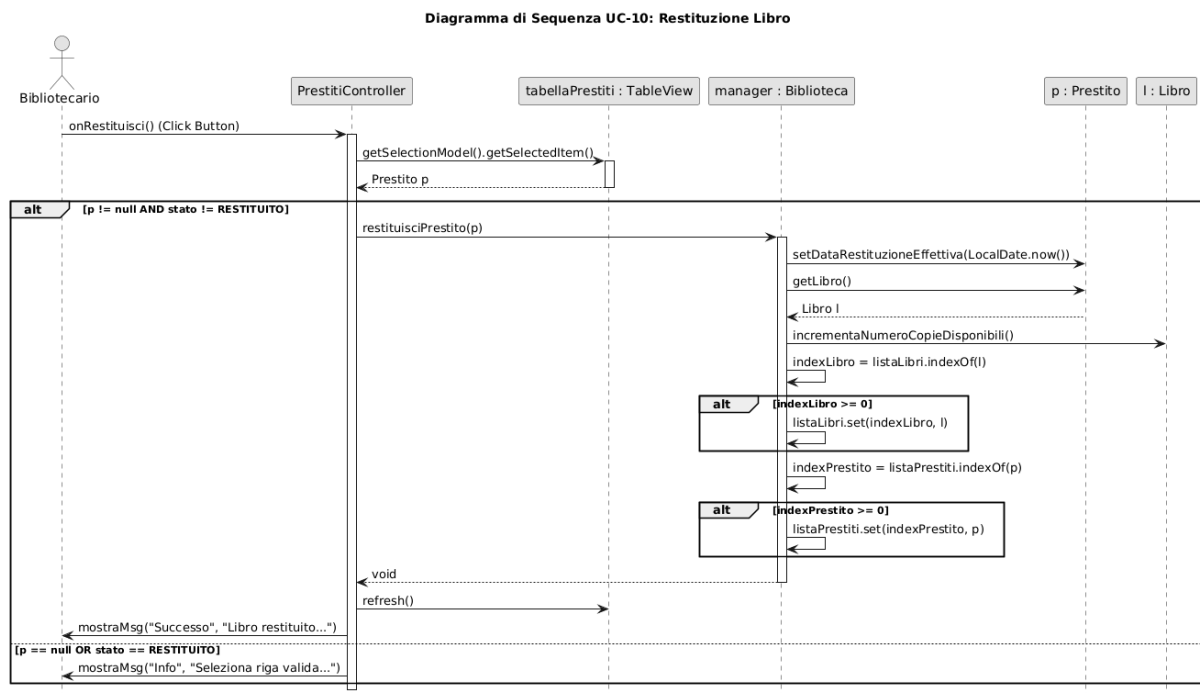 Diagramma di Sequenza UC-10: Restituzione Libro
Bibliotecario
PrestitiController
tabellaPrestiti : TableView
manager : Biblioteca
p : Prestito
l : Libro
onRestituisci() (Click Button)
getSelectionModel().getSelectedItem()
Prestito p
alt [p != null AND stato != RESTITUITO]
restituisciPrestito(p)
setDataRestituzioneEffettiva(LocalDate.now())
getLibro()
Libro l
incrementaNumeroCopieDisponibili()
indexLibro = listaLibri.indexOf(l)
alt [indexLibro >= 0]
listaLibri.set(indexLibro, l)
indexPrestito = listaPrestiti.indexOf(p)
alt [indexPrestito >= 0]
listaPrestiti.set(indexPrestito, p)
void
refresh()
mostraMsg("Successo", "Libro restituito...")
[p == null OR stato == RESTITUITO]
mostraMsg("Info", "Seleziona riga valida...")